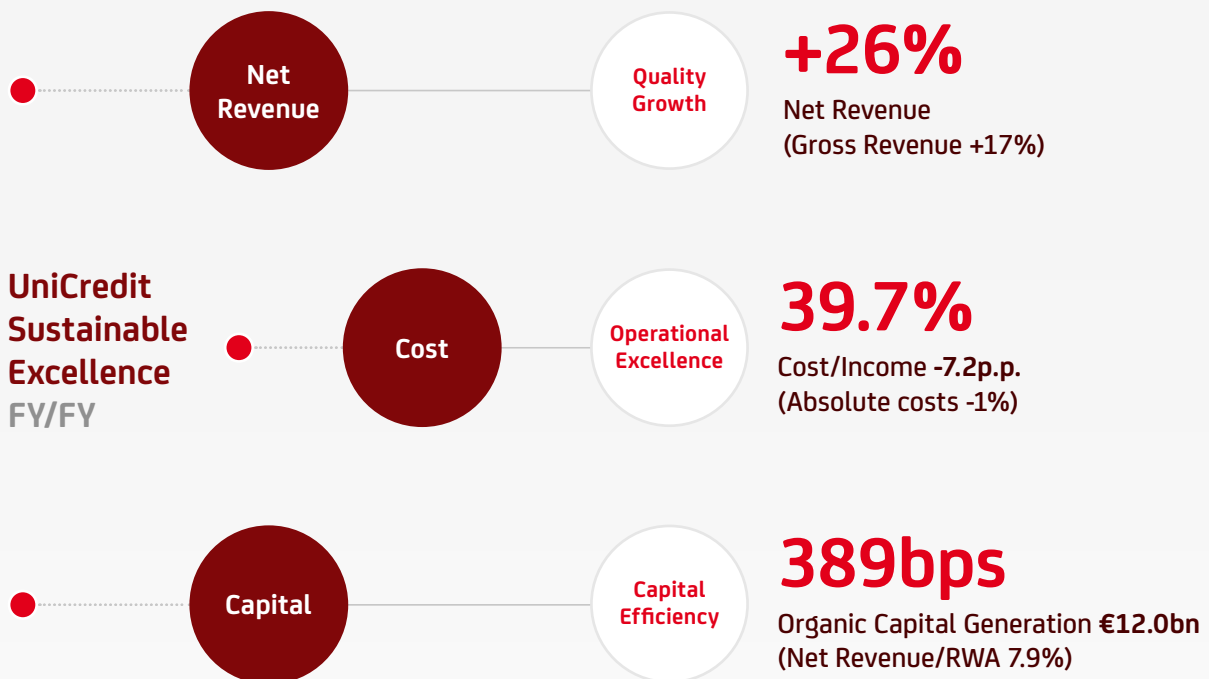 Net
Revenue
Quality
Growth
+26%
Net Revenue
(Gross Revenue +17%)
UniCredit
Sustainable
Excellence
FY/FY
Cost
Operational
Excellence
39.7%
Cost/Income -7.2p.p.
(Absolute costs -1%)
Capital
Capital
Efficiency
389bps
Organic Capital Generation €12.0bn
(Net Revenue/RWA 7.9%)